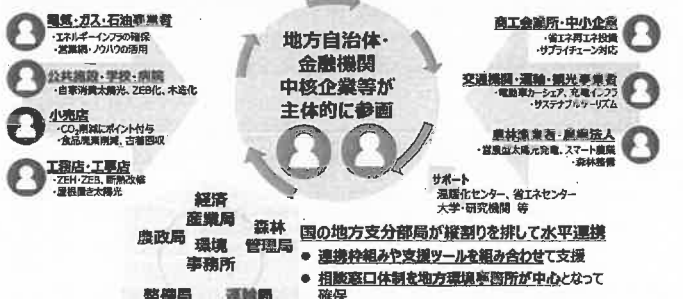 電気・ガス・石油事業者
・エネルギーインフラの確保
・営業網・ノウハウの活用
公共施設・学校・病院
・自家消費太陽光、ZEB化、木造化
小売店
・CO₂削減にポイント付与
・食品廃棄削減、古着回収
工務店・工事店
・ZEH・ZEB、断熱改修
・屋根置き太陽光
地方自治体・
金融機関
中核企業等が
主体的に参画
商工会議所・中小企業
・省エネ再エネ投資
・サプライチェーン対応
交通機関・運輸・観光事業者
・電動車カーシェア、充電インフラ
・サステナブルツーリズム
農林漁業者・農業法人
・営農型太陽光発電、スマート農業
・森林整備
サポート
温暖化センター、省エネセンター
大学・研究機関 等
経済
産業局
農政局
環境
事務所
森林
管理局
整備局
運輸局
国の地方支分部局が縦割りを排して水平連携
● 連携枠組みや支援ツールを組み合わせて支援
● 相談窓口体制を地方環境事務所が中心となって
確保